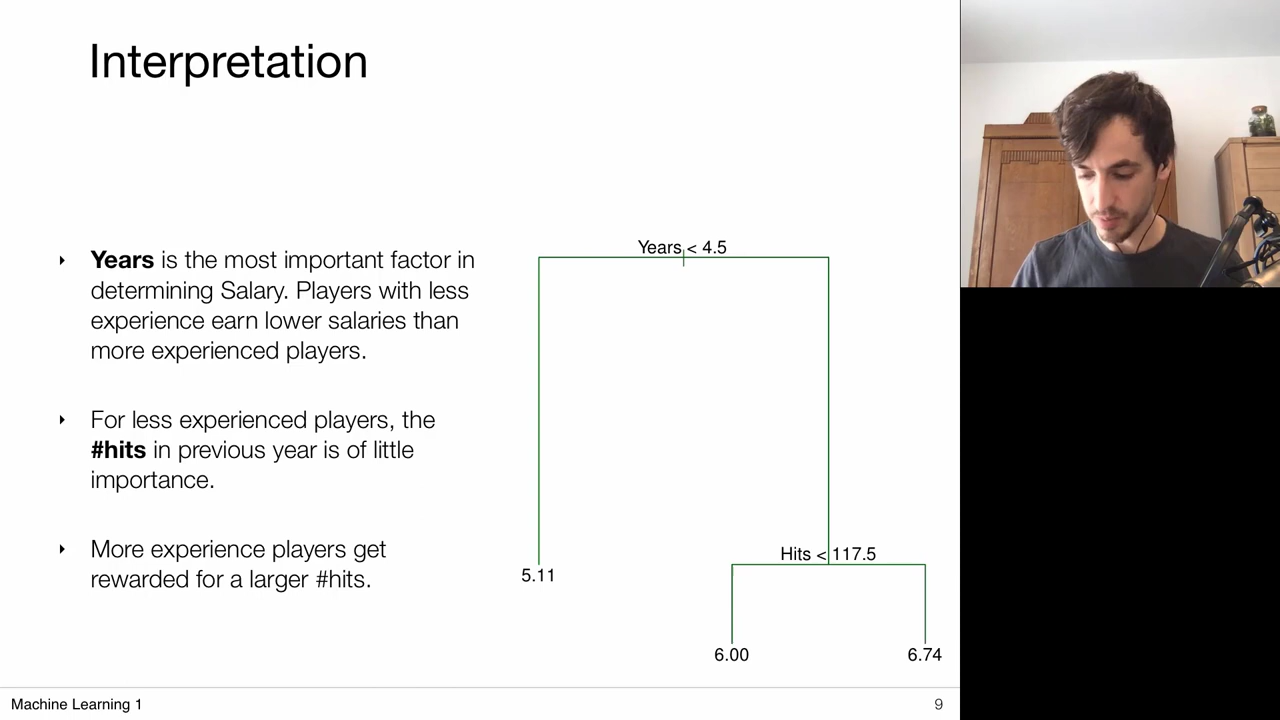 Interpretation
Years is the most important factor in
determining Salary. Players with less
experience earn lower salaries than
more experienced players.
For less experienced players, the
#hits in previous year is of little
importance.
More experience players get
rewarded for a larger #hits.
Years < 4.5
5.11
Hits < 117.5
6.00
6.74
Machine Learning 1
9